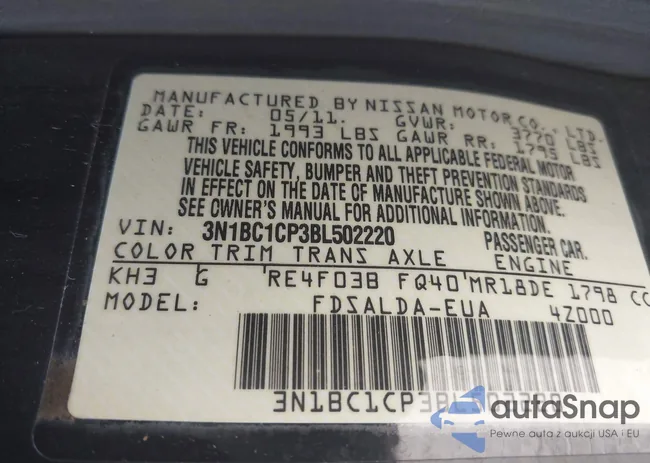 MANUFACTURED BY NISSAN MOTOR CO., LTD.
DATE: 05/11. GVWR: 3770 LBS
GAWR FR: 1993 LBS GAWR RR: 1795 LBS
THIS VEHICLE CONFORMS TO ALL APPLICABLE FEDERAL MOTOR
VEHICLE SAFETY, BUMPER AND THEFT PREVENTION STANDARDS
IN EFFECT ON THE DATE OF MANUFACTURE SHOWN ABOVE.
SEE OWNER'S MANUAL FOR ADDITIONAL INFORMATION.
VIN: 3N1BC1CP3BL502220 PASSENGER CAR.
COLOR TRIM TRANS AXLE ENGINE
KH3 G RE4F03B FQ40 MR18DE 1798 CC
MODEL: FDSALDA-EUA 4Z000
3N1BC1CP3BL
autaSnap
Pewne auta z aukcji USA i EU